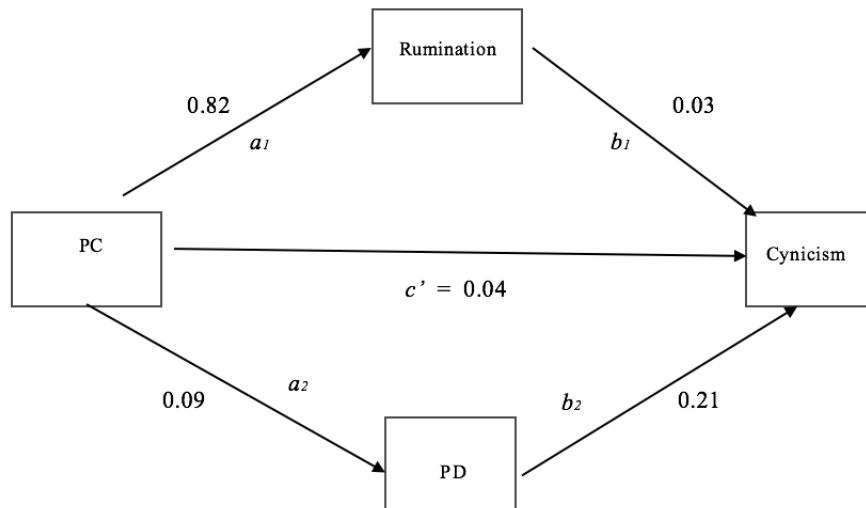 Rumination
0.82
0.03
a1
b1
PC
Cynicism
c’ = 0.04
a2
0.09
b2
0.21
PD